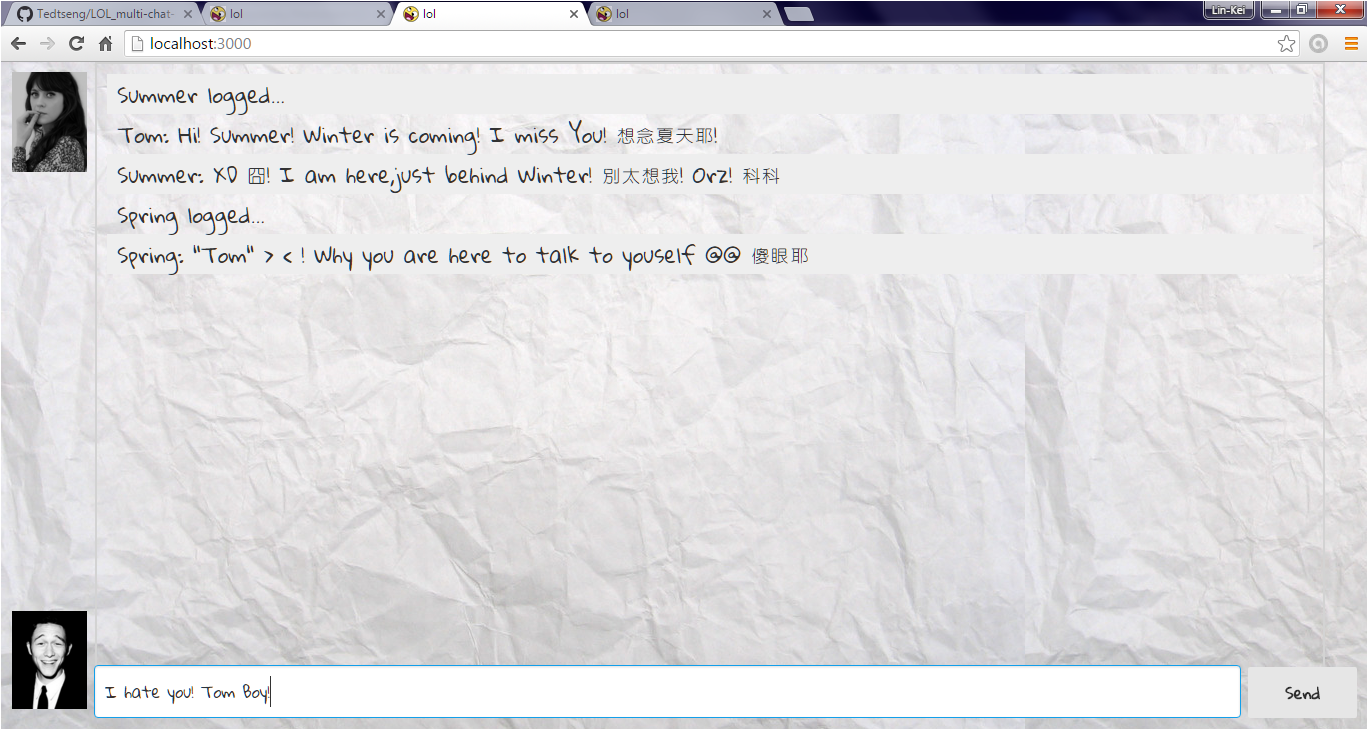 Tedtseng/LOL_multi-chat-
lol
lol
lol
Lin-Kei
localhost:3000
Summer logged...
Tom: Hi! Summer! Winter is coming! I miss You! 想念夏天耶!
Summer: XD 囧! I am here,just behind Winter! 別太想我! Orz! 科科
Spring logged...
Spring: "Tom" > < ! Why you are here to talk to youself @@ 傻眼耶
I hate you! Tom Boy!
Send